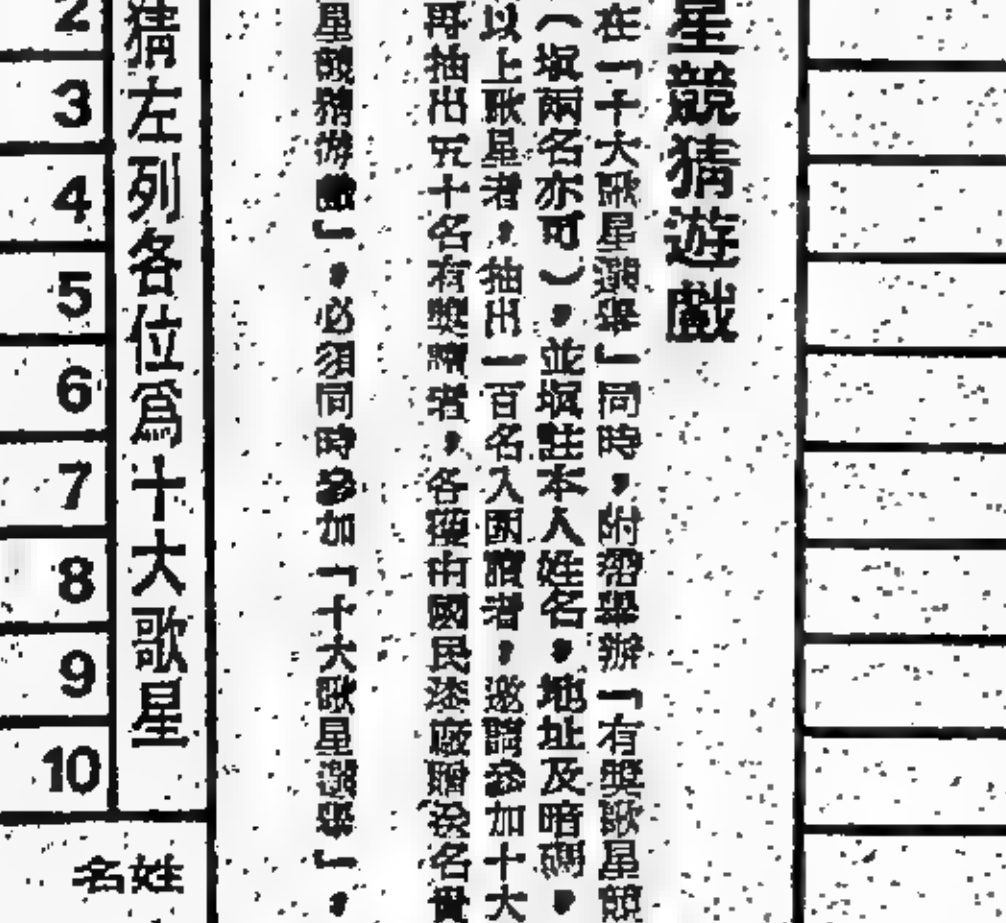 星競猜遊戲
在「十大歌星選舉」同時，附帶舉辦「有獎歌星競
（填兩名亦可），並填註本人姓名，地址及暗碼，
以上歌星者，抽出一百名入圍讀者，邀請參加十大
再抽出五十名有獎讀者，各獲由國民漆廠贈送名貴
星競猜游戲」，必須同時參加「十大歌星選舉」，
猜左列各位爲十大歌星
2
3
4
5
6
7
8
9
10
姓名